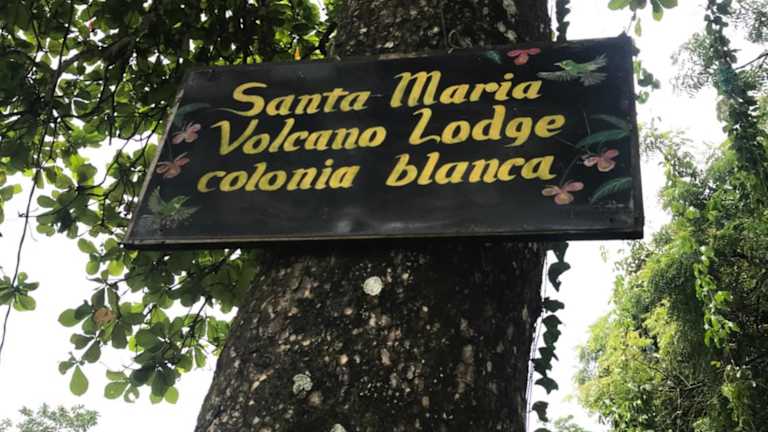 Santa Maria
Volcano Lodge
colonia blanca